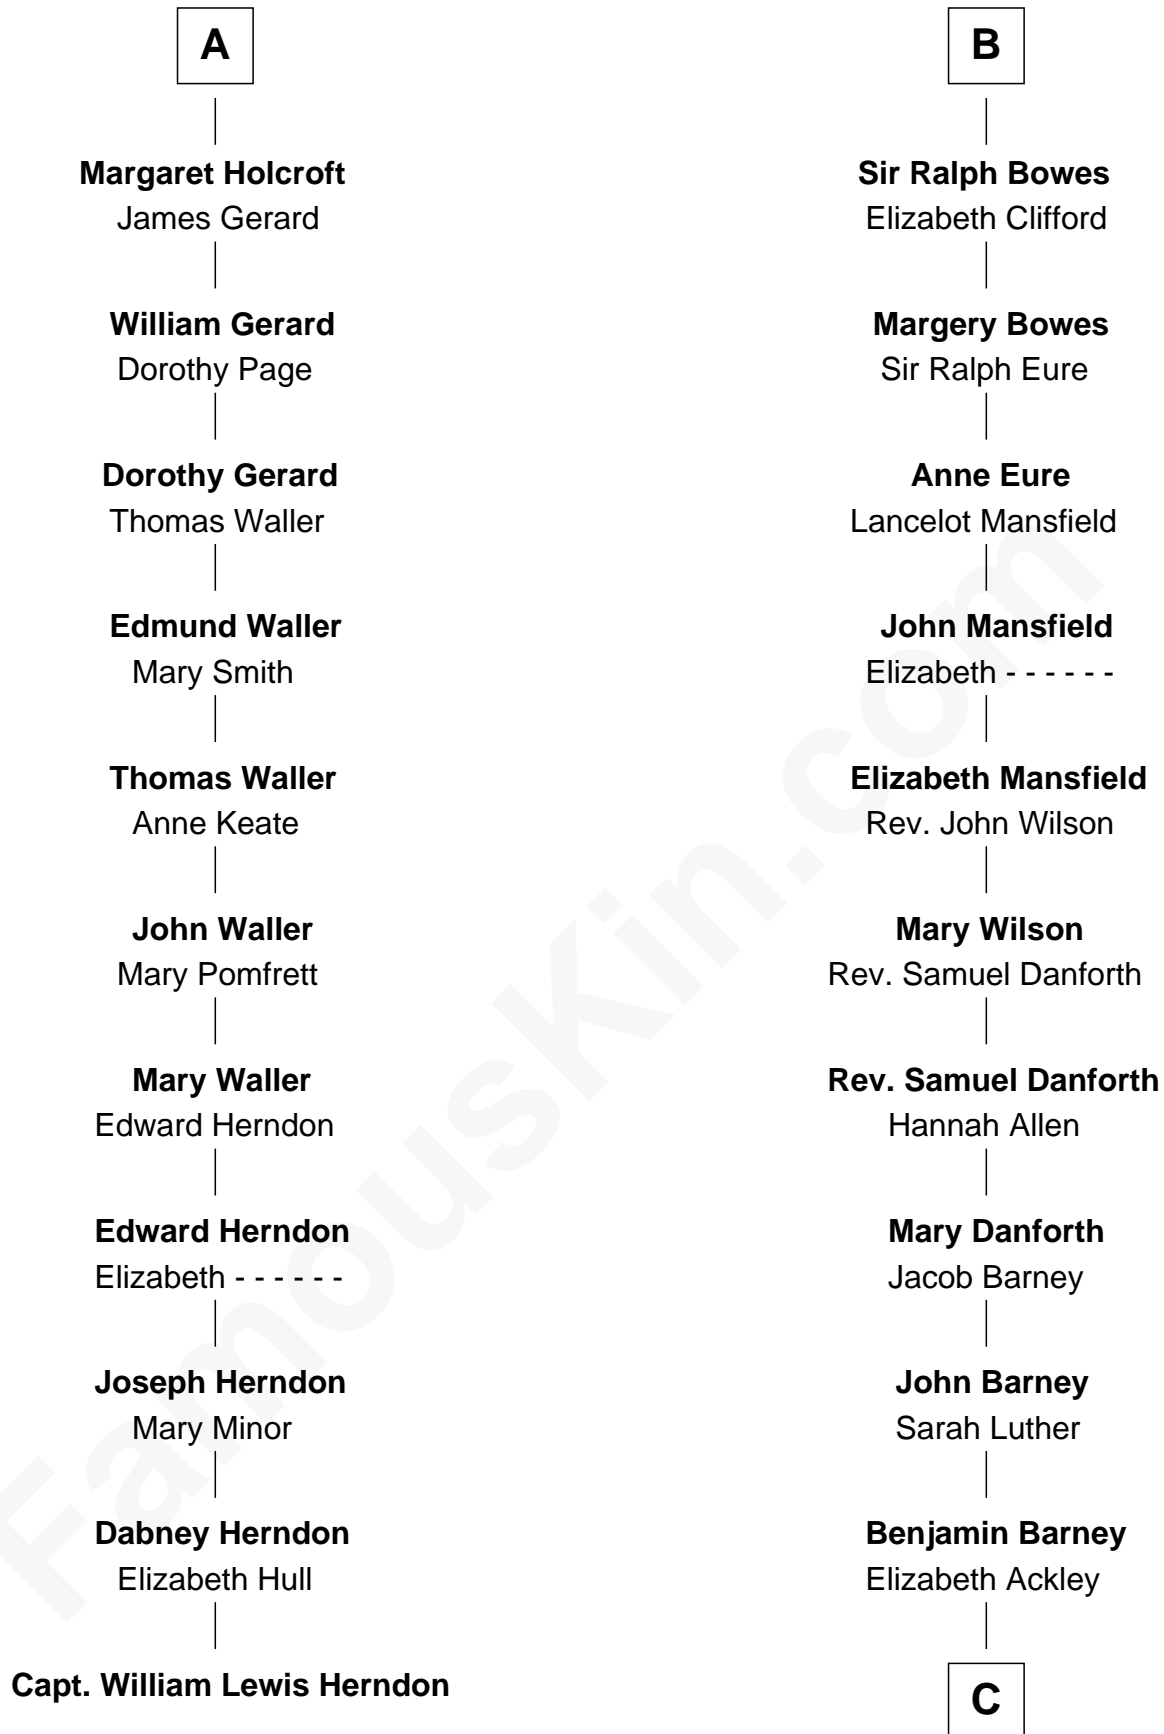 A
Margaret Holcroft
James Gerard
William Gerard
Dorothy Page
Dorothy Gerard
Thomas Waller
Edmund Waller
Mary Smith
Thomas Waller
Anne Keate
John Waller
Mary Pomfrett
Mary Waller
Edward Herndon
Edward Herndon
Elizabeth - - - - - -
Joseph Herndon
Mary Minor
Dabney Herndon
Elizabeth Hull
Capt. William Lewis Herndon
B
Sir Ralph Bowes
Elizabeth Clifford
Margery Bowes
Sir Ralph Eure
Anne Eure
Lancelot Mansfield
John Mansfield
Elizabeth - - - - - -
Elizabeth Mansfield
Rev. John Wilson
Mary Wilson
Rev. Samuel Danforth
Rev. Samuel Danforth
Hannah Allen
Mary Danforth
Jacob Barney
John Barney
Sarah Luther
Benjamin Barney
Elizabeth Ackley
C
FamousKin.com